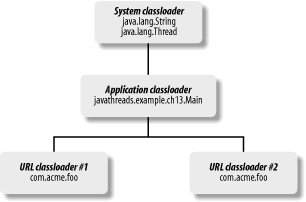 System classloader
java.lang.String
java.lang.Thread
Application classloader
javathreads.example.ch13.Main
URL classloader #1
com.acme.foo
URL classloader #2
com.acme.foo